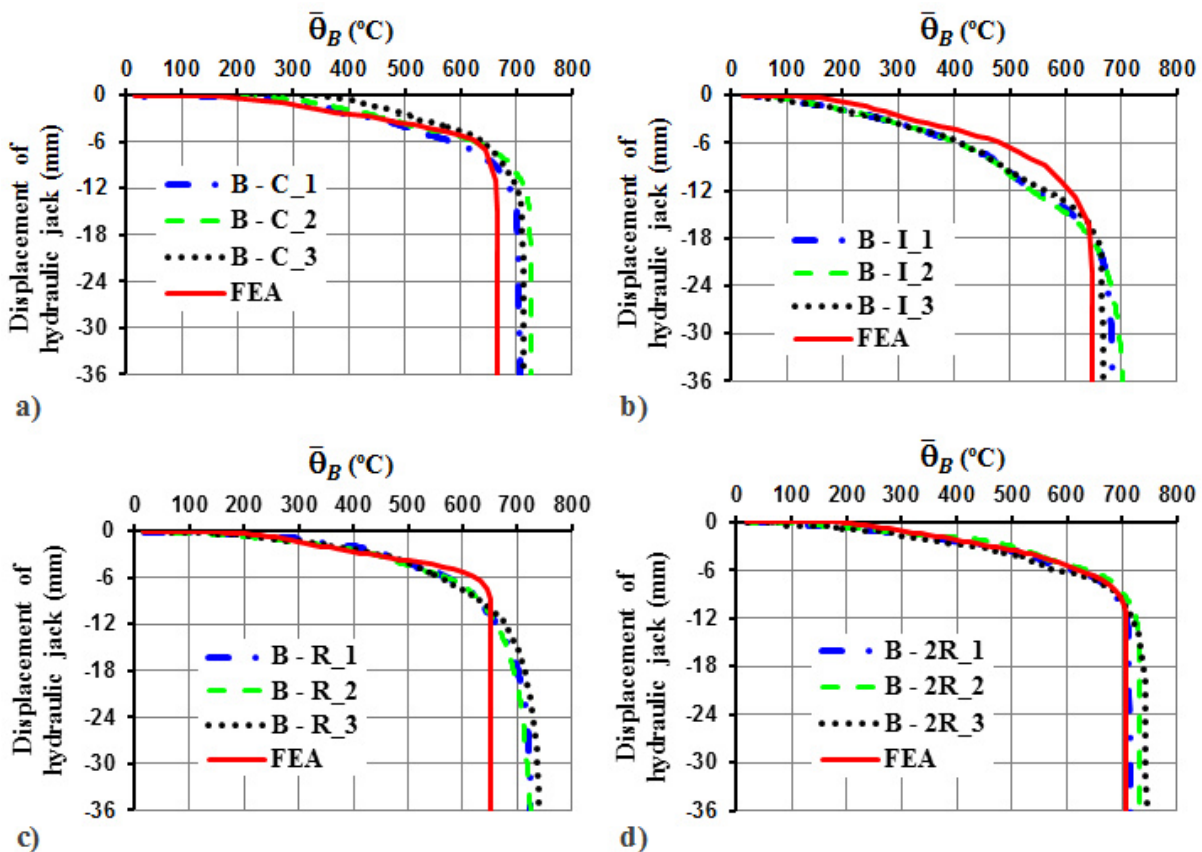 θ̄B (ºC)
0 100 200 300 400 500 600 700 800
Displacement of
hydraulic jack (mm)
0
-6
-12
-18
-24
-30
-36
B - C_1
B - C_2
B - C_3
FEA
a)
θ̄B (ºC)
0 100 200 300 400 500 600 700 800
Displacement of
hydraulic jack (mm)
0
-6
-12
-18
-24
-30
-36
B - I_1
B - I_2
B - I_3
FEA
b)
θ̄B (ºC)
0 100 200 300 400 500 600 700 800
Displacement of
hydraulic jack (mm)
0
-6
-12
-18
-24
-30
-36
B - R_1
B - R_2
B - R_3
FEA
c)
θ̄B (ºC)
0 100 200 300 400 500 600 700 800
Displacement of
hydraulic jack (mm)
0
-6
-12
-18
-24
-30
-36
B - 2R_1
B - 2R_2
B - 2R_3
FEA
d)